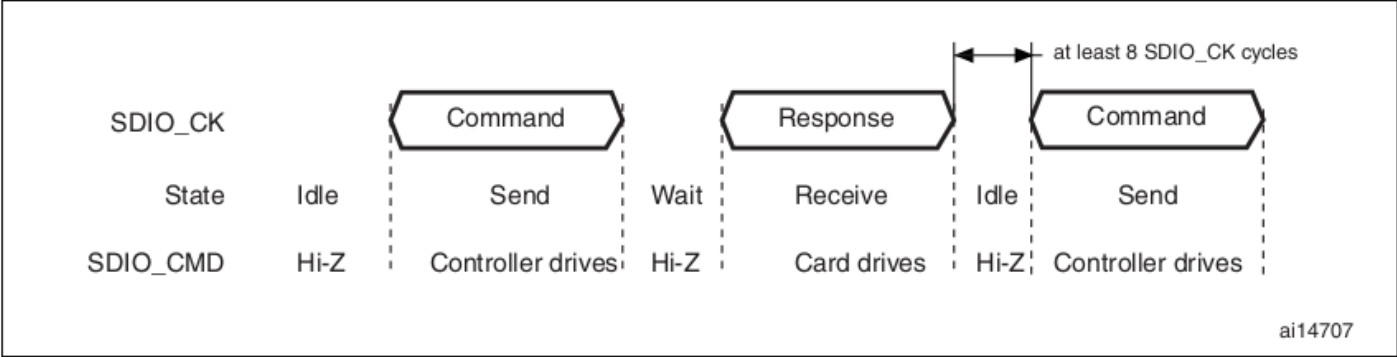 at least 8 SDIO_CK cycles
SDIO_CK Command Response Command
State Idle Send Wait Receive Idle Send
SDIO_CMD Hi-Z Controller drives Hi-Z Card drives Hi-Z Controller drives
ai14707